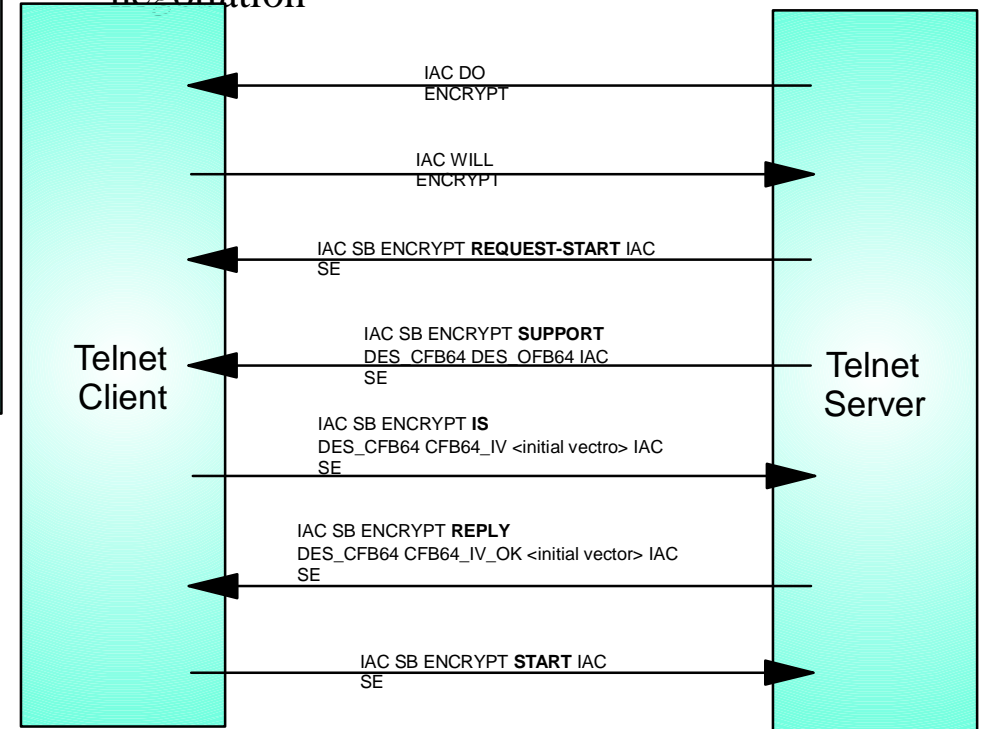 negotiation
IAC DO
ENCRYPT
IAC WILL
ENCRYPT
IAC SB ENCRYPT REQUEST-START IAC
SE
IAC SB ENCRYPT SUPPORT
DES_CFB64 DES_OFB64 IAC
SE
Telnet
Client
Telnet
Server
IAC SB ENCRYPT IS
DES_CFB64 CFB64_IV <initial vectro> IAC
SE
IAC SB ENCRYPT REPLY
DES_CFB64 CFB64_IV_OK <initial vector> IAC
SE
IAC SB ENCRYPT START IAC
SE